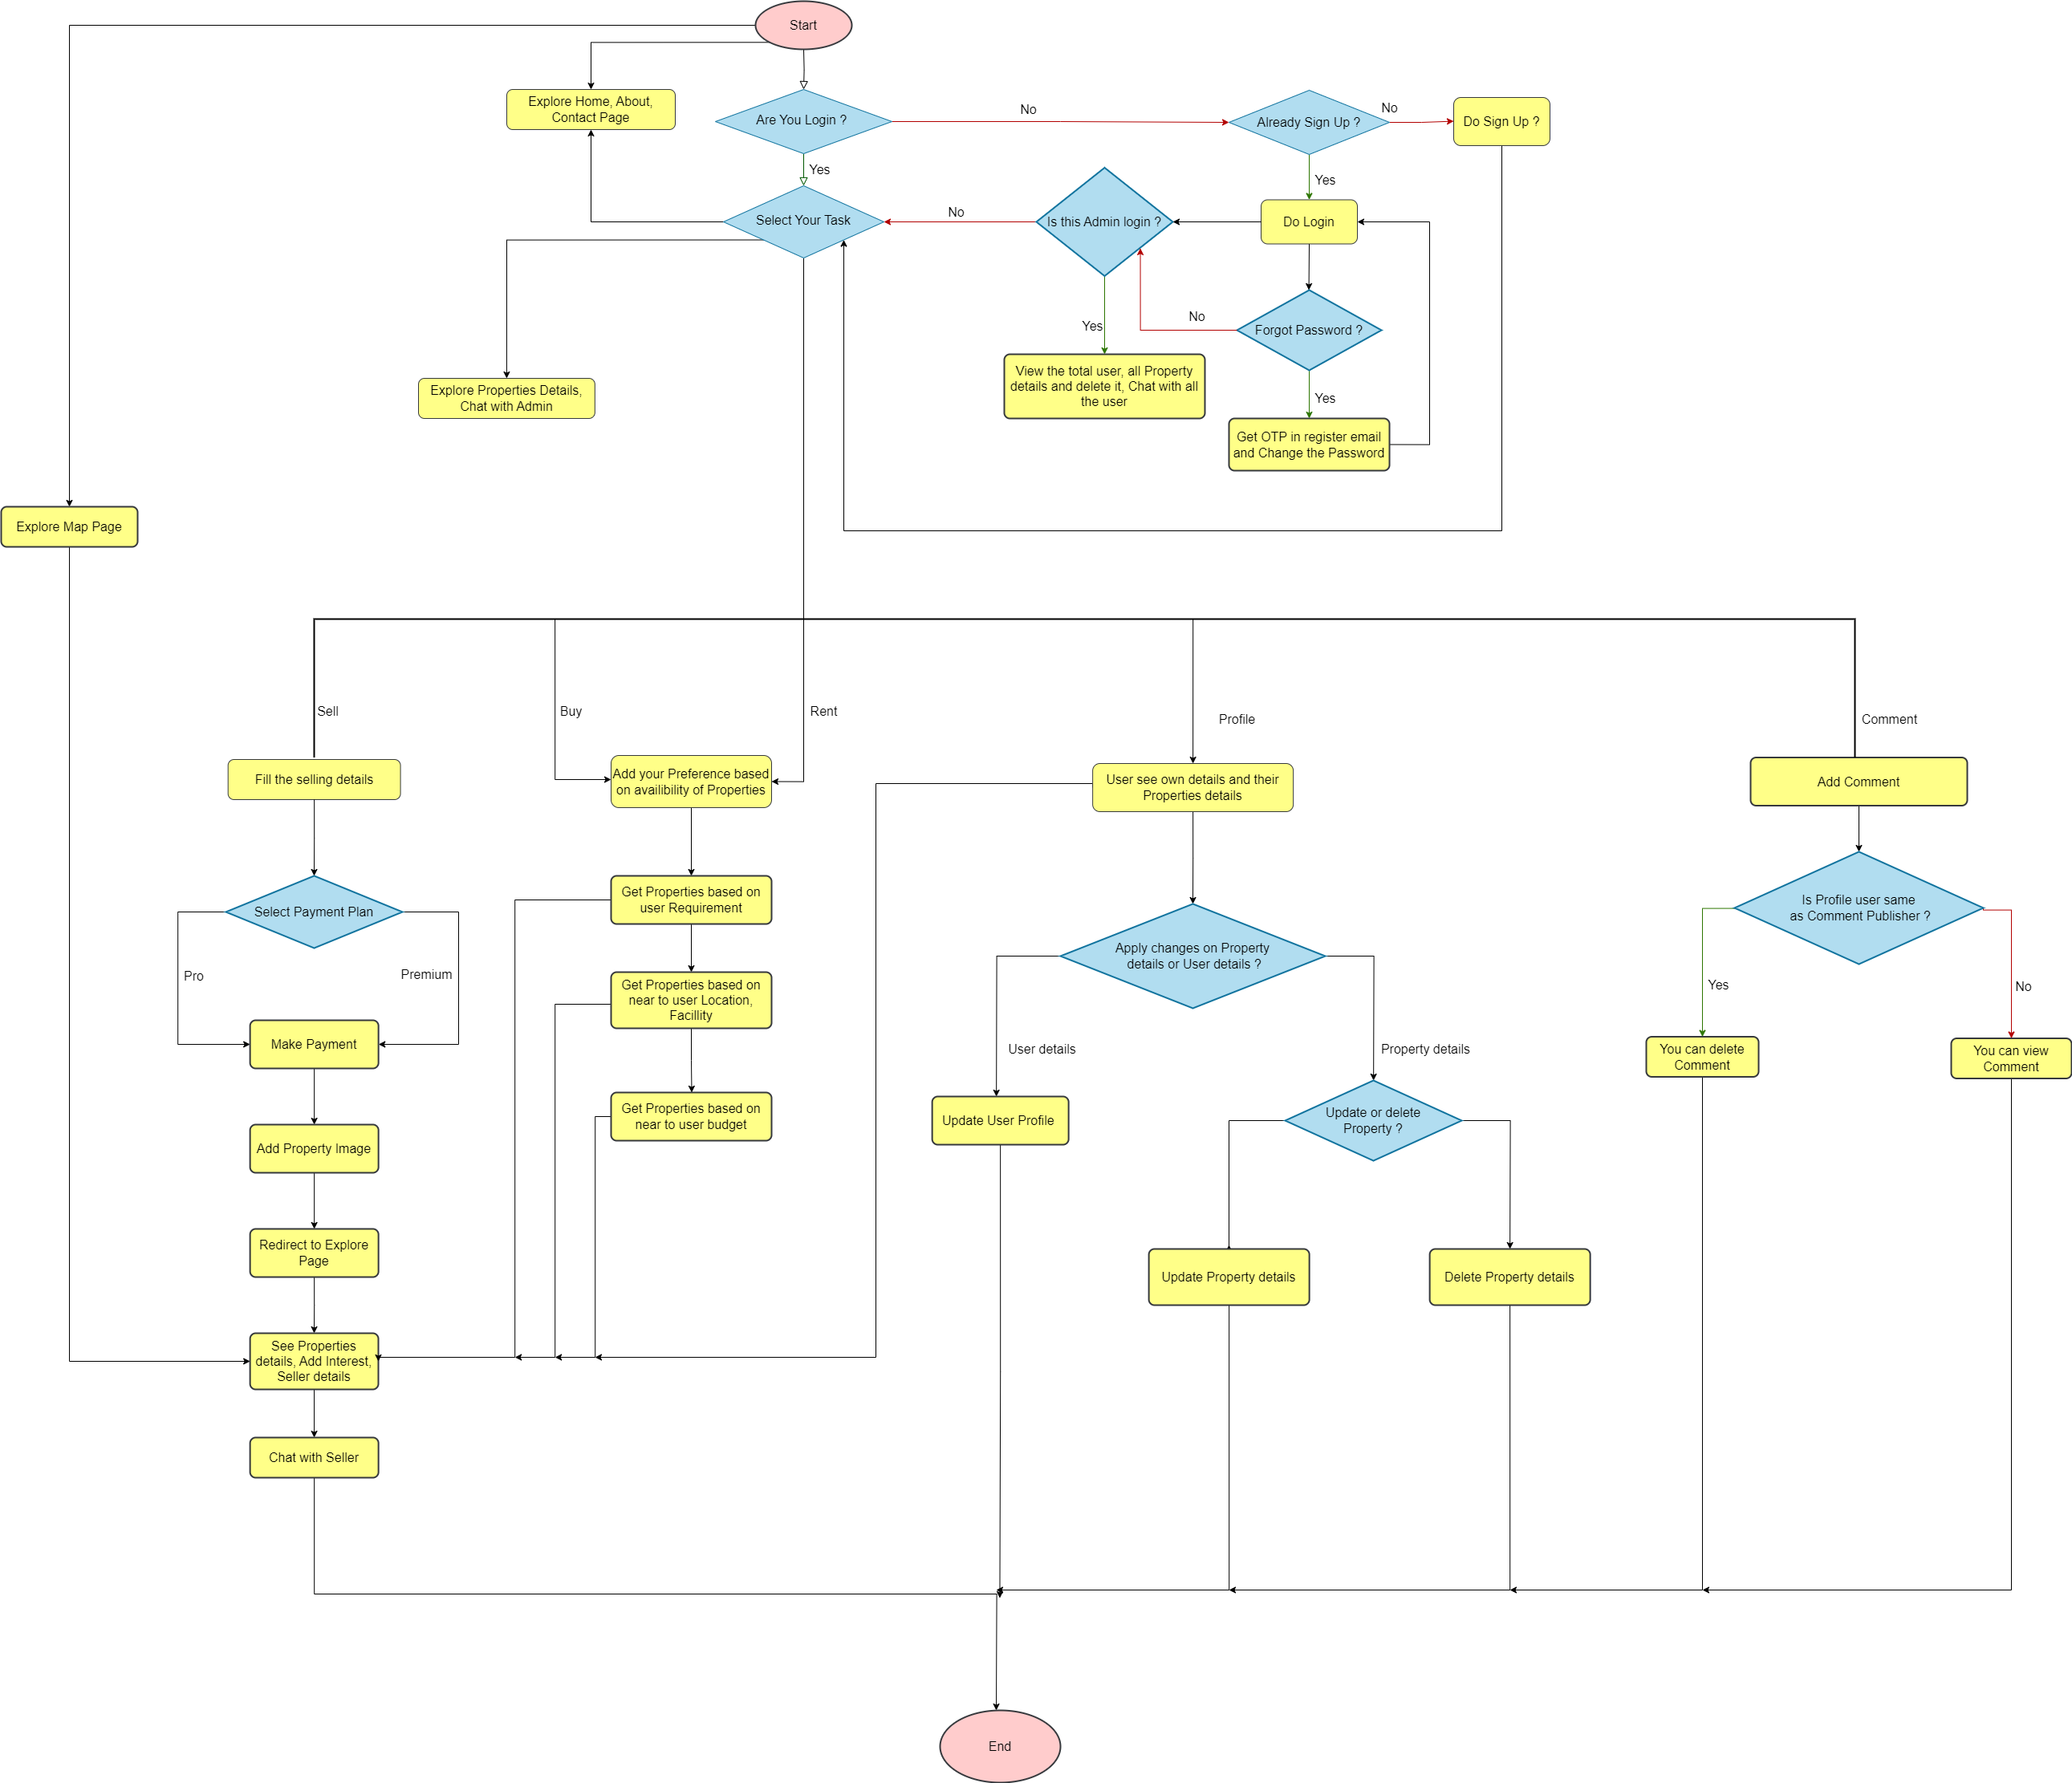 Start
Explore Home, About,
Contact Page
Are You Login ?
No
Already Sign Up ?
No
Do Sign Up ?
Yes
Yes
Select Your Task
No
Is this Admin login ?
Do Login
Yes
No
Forgot Password ?
View the total user, all Property
details and delete it, Chat with all
the user
Yes
Explore Properties Details,
Chat with Admin
Get OTP in register email
and Change the Password
Explore Map Page
Sell
Buy
Rent
Profile
Comment
Fill the selling details
Add your Preference based
on availibility of Properties
User see own details and their
Properties details
Add Comment
Select Payment Plan
Get Properties based on
user Requirement
Is Profile user same
as Comment Publisher ?
Apply changes on Property
details or User details ?
Pro
Premium
Get Properties based on
near to user Location,
Facillity
Yes
No
Make Payment
User details
Property details
You can delete
Comment
You can view
Comment
Get Properties based on
near to user budget
Update User Profile
Update or delete
Property ?
Add Property Image
Redirect to Explore
Page
Update Property details
Delete Property details
See Properties
details, Add Interest,
Seller details
Chat with Seller
End